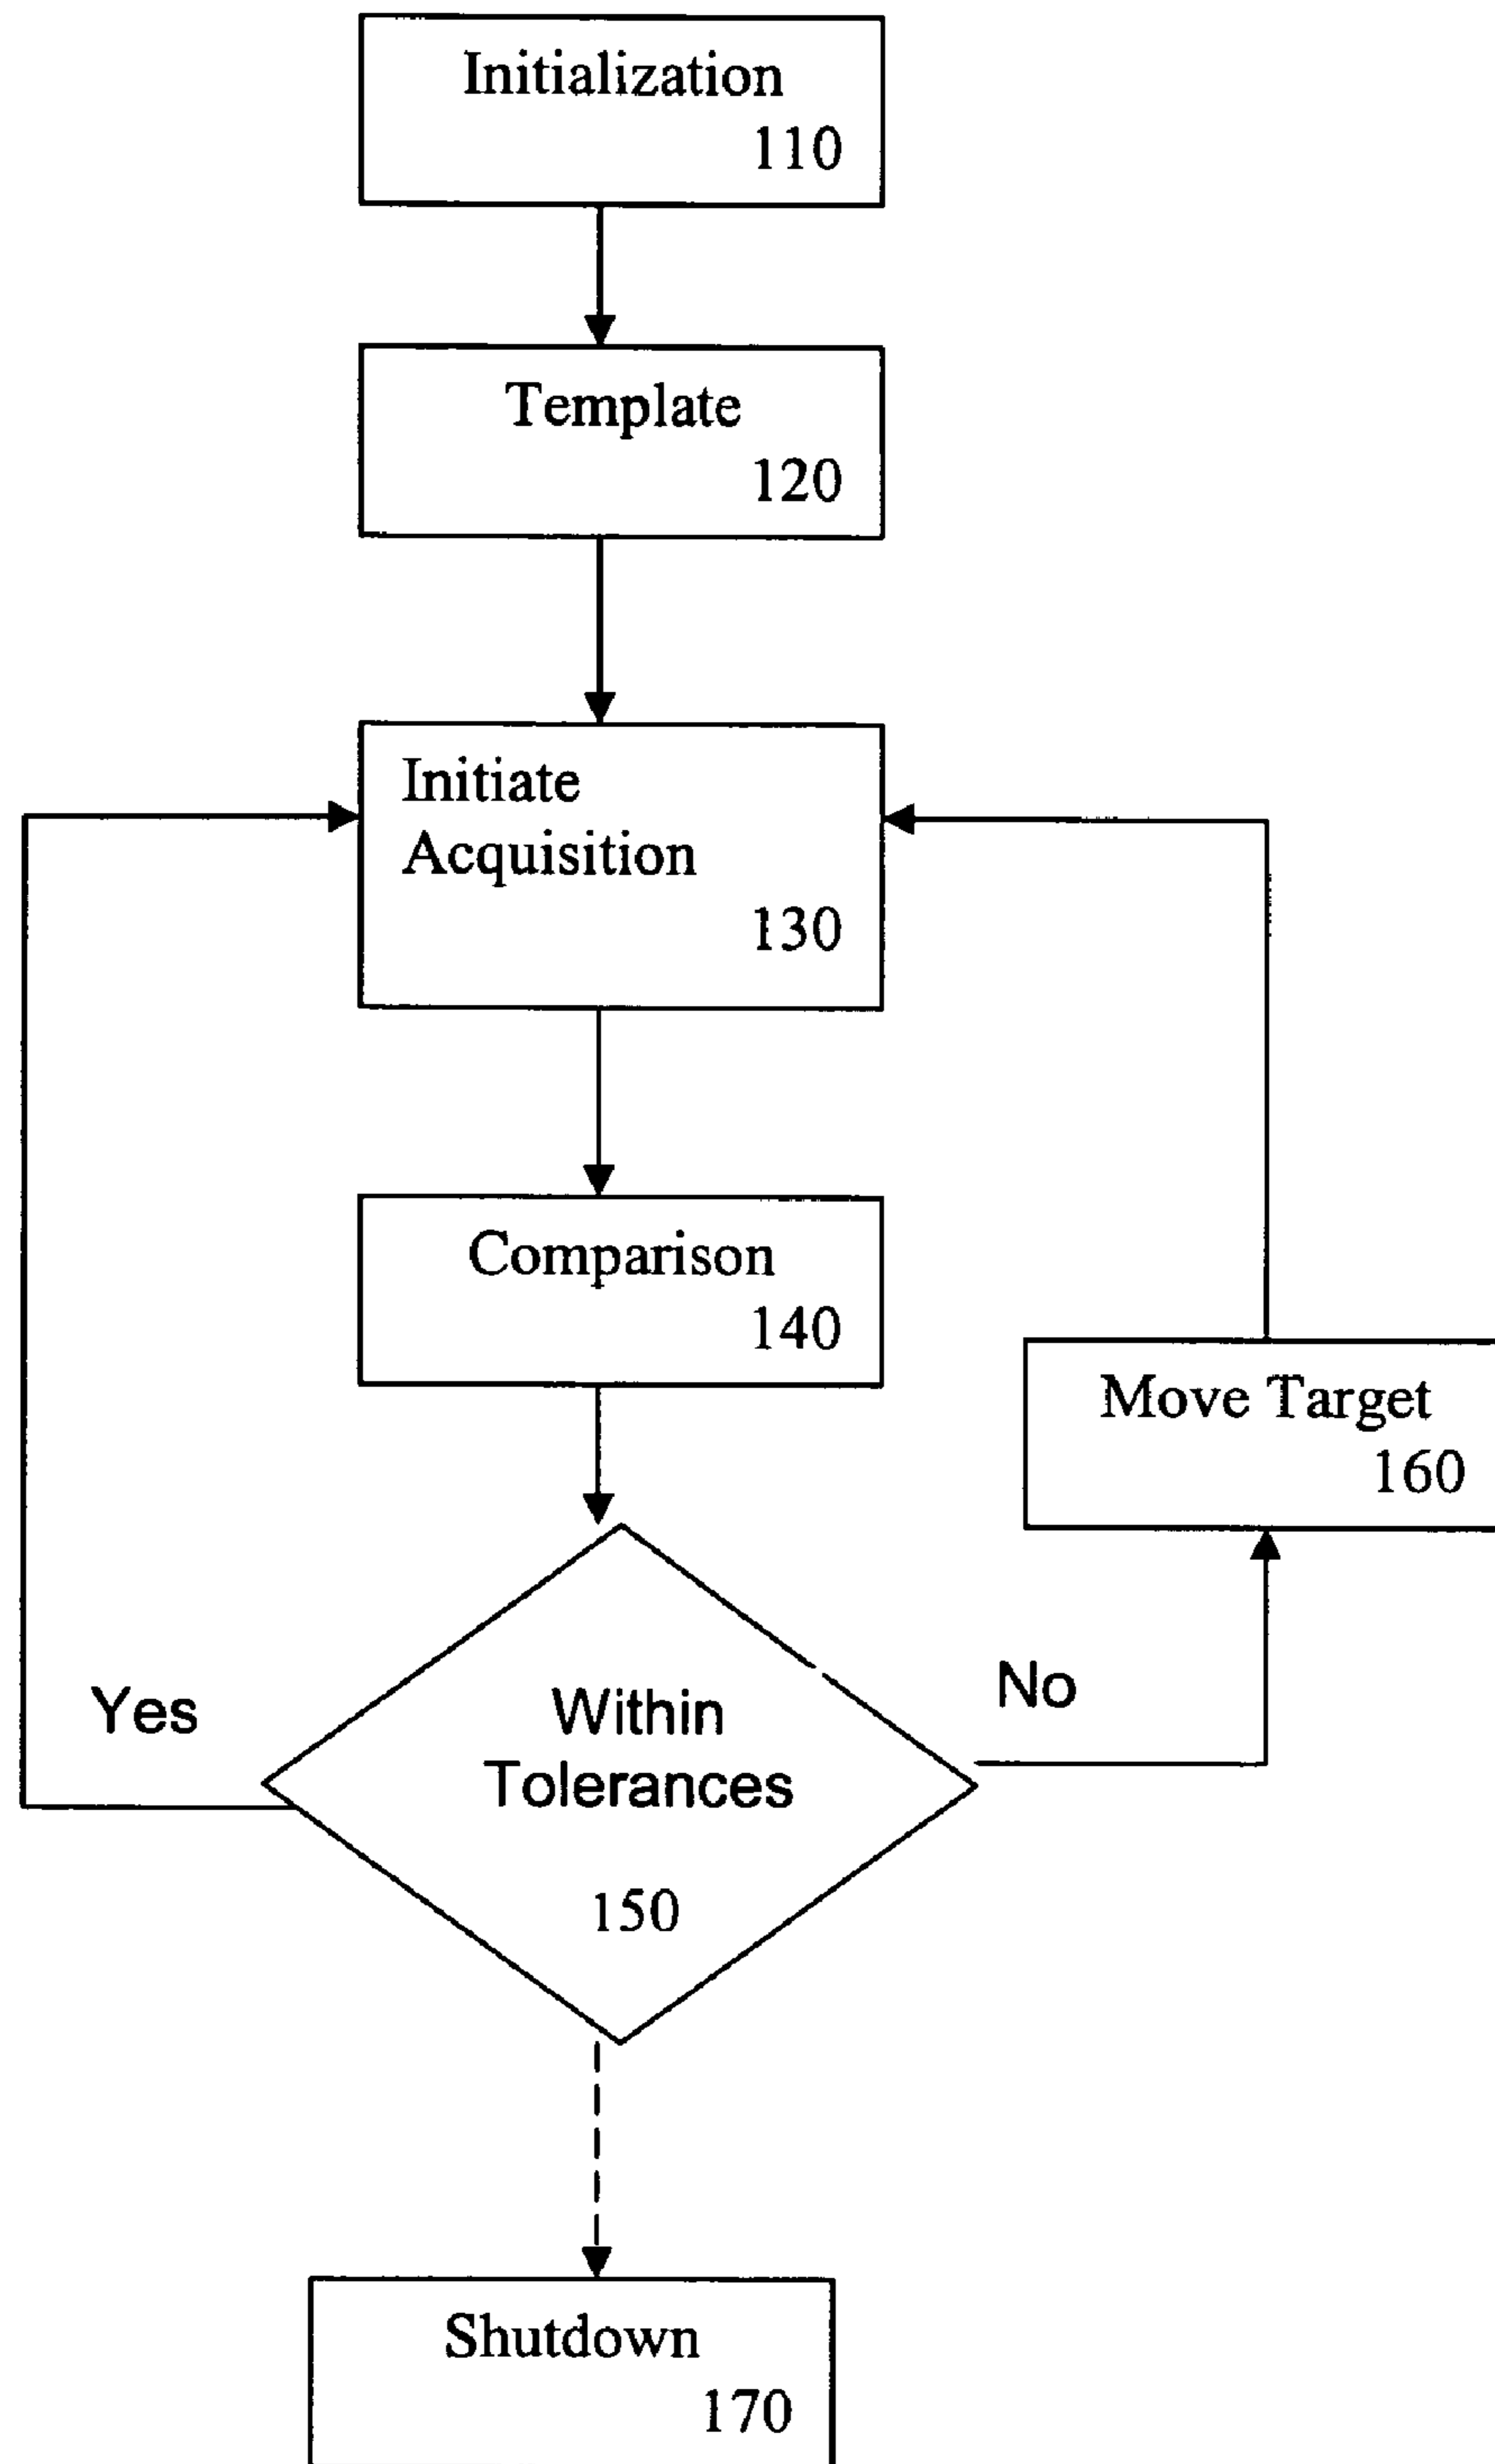 Initialization
110
Template
120
Initiate
Acquisition
130
Comparison
140
Move Target
160
Yes
No
Within
Tolerances
150
Shutdown
170